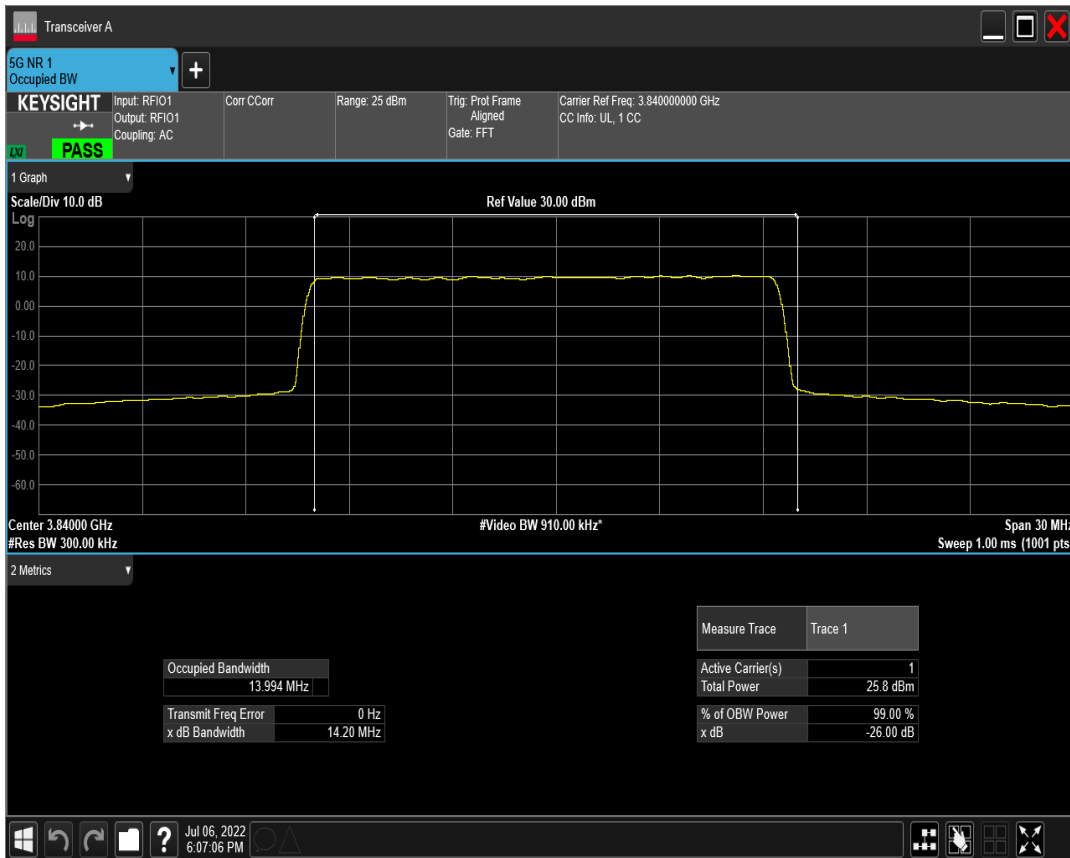 Transceiver A
5G NR 1
Occupied BW
+
KEYSIGHT
LXI
PASS
Input: RFIO1
Output: RFIO1
Coupling: AC
Corr CCorr
Range: 25 dBm
Trig: Prot Frame
Aligned
Gate: FFT
Carrier Ref Freq: 3.840000000 GHz
CC Info: UL, 1 CC
1 Graph
Scale/Div 10.0 dB
Ref Value 30.00 dBm
Log
20.0
10.0
0.00
-10.0
-20.0
-30.0
-40.0
-50.0
-60.0
Center 3.84000 GHz
#Video BW 910.00 kHz*
Span 30 MHz
#Res BW 300.00 kHz
Sweep 1.00 ms (1001 pts
2 Metrics
Measure Trace Trace 1
Occupied Bandwidth
13.994 MHz
Transmit Freq Error 0 Hz
x dB Bandwidth 14.20 MHz
Active Carrier(s) 1
Total Power 25.8 dBm
% of OBW Power 99.00 %
x dB -26.00 dB
?
Jul 06, 2022
6:07:06 PM